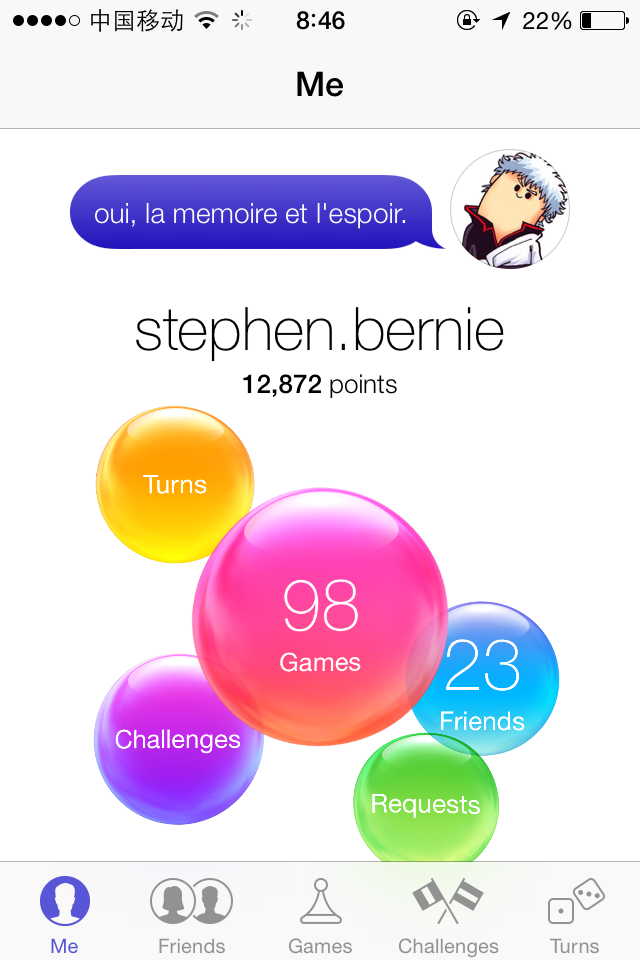 中国移动 8:46 22%
Me
oui, la memoire et l'espoir.
stephen.bernie
12,872 points
Turns
98
Games
23
Friends
Challenges
Requests
Me Friends Games Challenges Turns